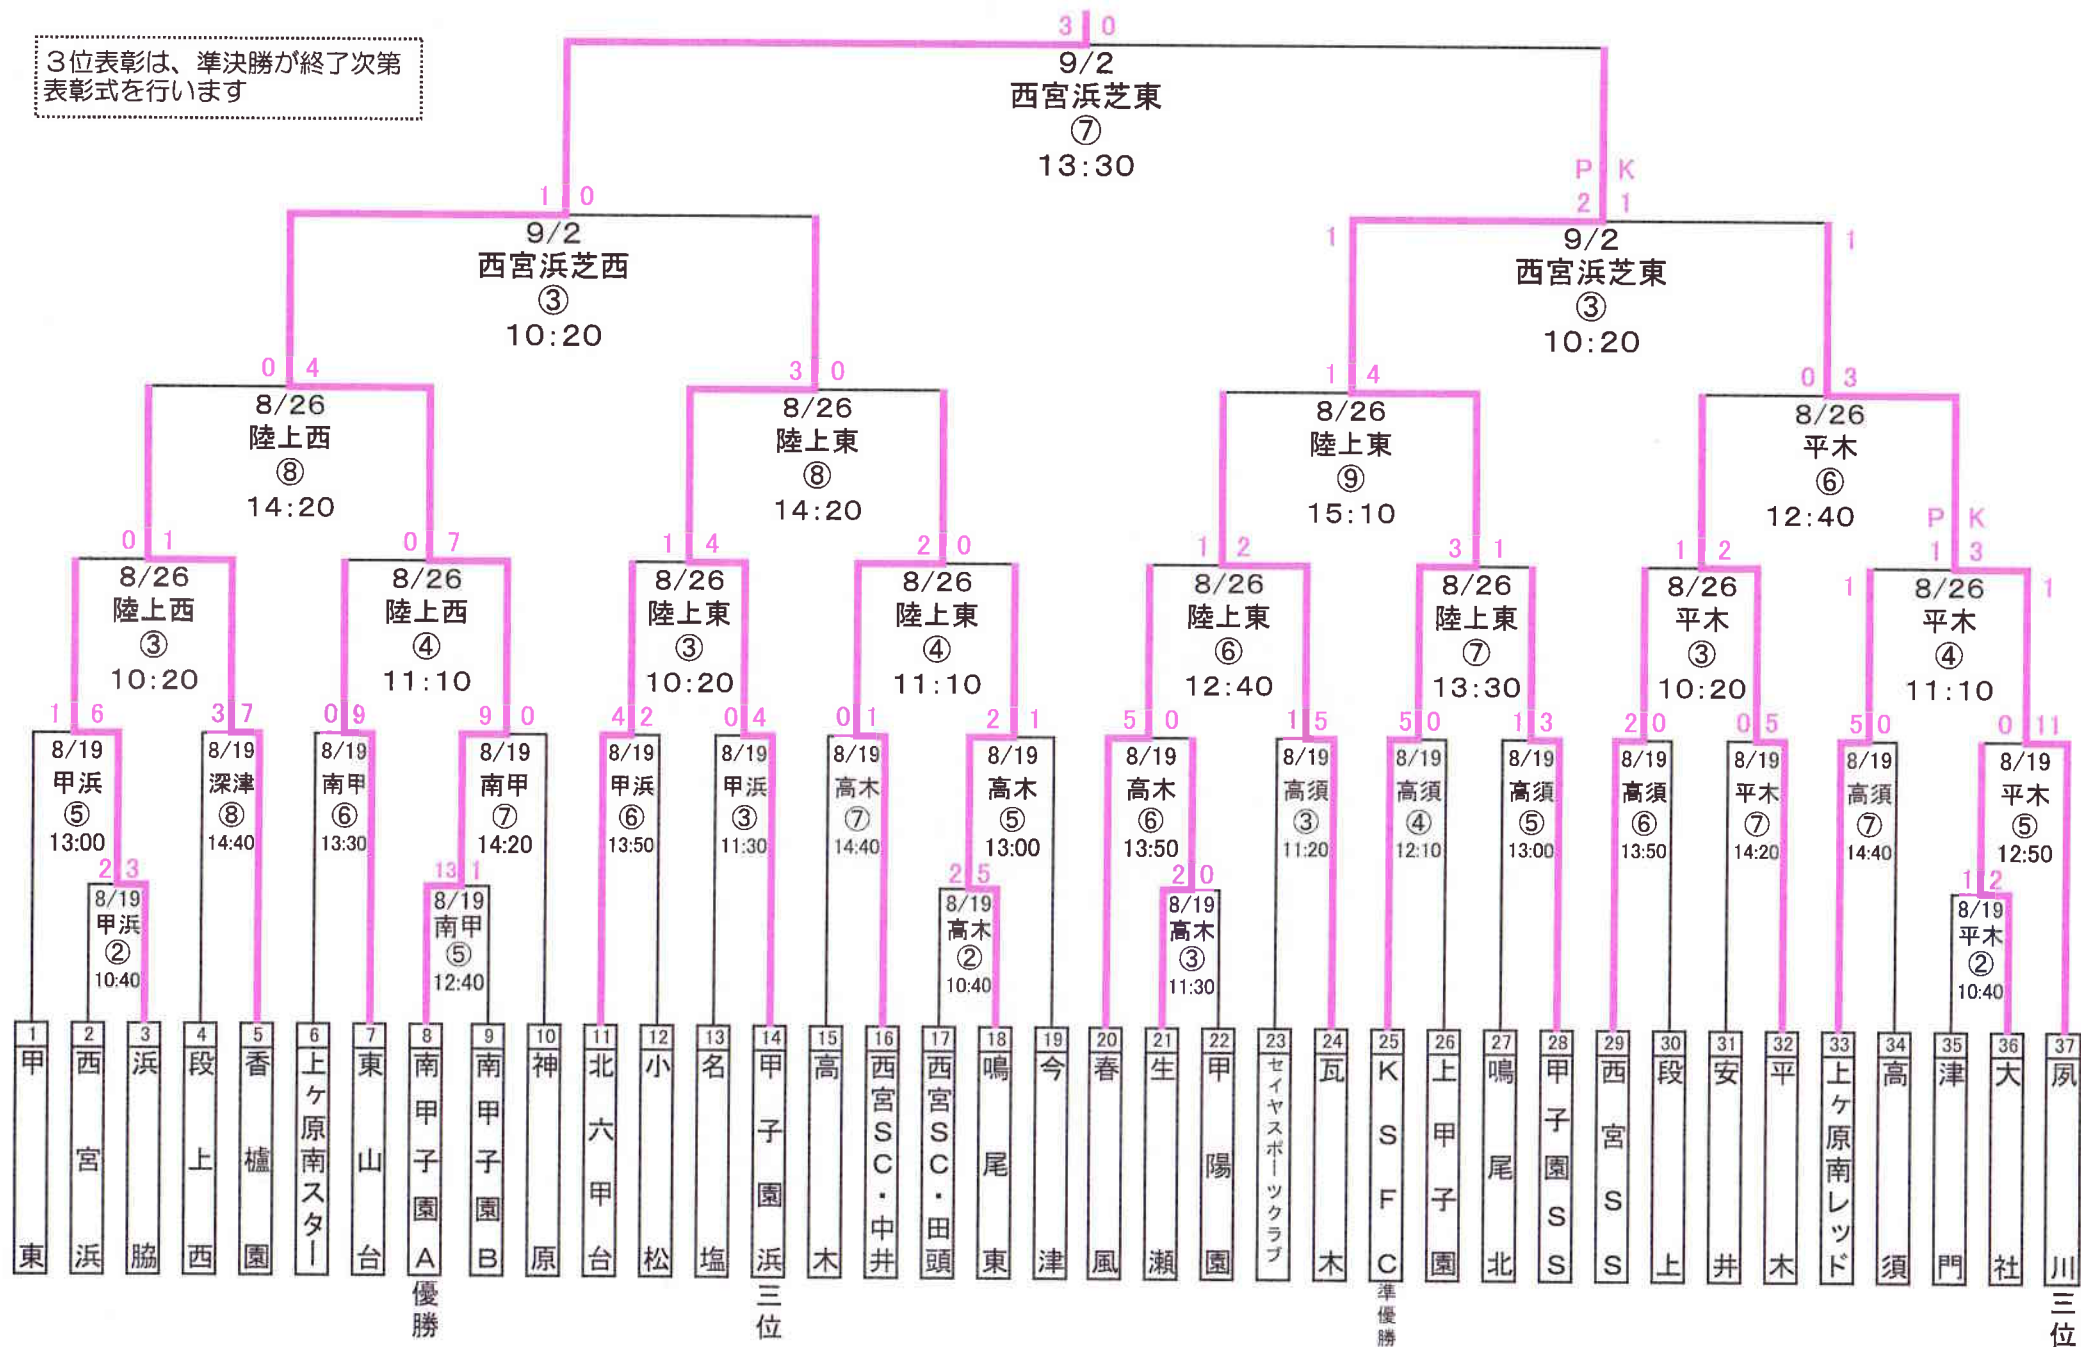 ３位表彰は、準決勝が終了次第
表彰式を行います
3 0
9/2
西宮浜芝東
⑦
13:30
1 0
9/2
西宮浜芝西
③
10:20
P K
2 1
1 1
9/2
西宮浜芝東
③
10:20
0 4
8/26
陸上西
⑧
14:20
3 0
8/26
陸上東
⑧
14:20
1 4
8/26
陸上東
⑨
15:10
0 3
8/26
平木
⑥
12:40
0 1
8/26
陸上西
③
10:20
0 7
8/26
陸上西
④
11:10
1 4
8/26
陸上東
③
10:20
2 0
8/26
陸上東
④
11:10
1 2
8/26
陸上東
⑥
12:40
3 1
8/26
陸上東
⑦
13:30
1 2
8/26
平木
③
10:20
P K
1 3
1 1
8/26
平木
④
11:10
1 6
8/19
甲浜
⑤
13:00
3 7
8/19
深津
⑧
14:40
0 9
8/19
南甲
⑥
13:30
9 0
8/19
南甲
⑦
14:20
4 2
8/19
甲浜
⑥
13:50
0 4
8/19
甲浜
③
11:30
0 1
8/19
高木
⑦
14:40
2 1
8/19
高木
⑤
13:00
5 0
8/19
高木
⑥
13:50
1 5
8/19
高須
③
11:20
5 0
8/19
高須
④
12:10
1 3
8/19
高須
⑤
13:00
2 0
8/19
高須
⑥
13:50
0 5
8/19
平木
⑦
14:20
5 0
8/19
高須
⑦
14:40
0 11
8/19
平木
⑤
12:50
2 3
8/19
甲浜
②
10:40
13 1
8/19
南甲
⑤
12:40
2 5
8/19
高木
②
10:40
2 0
8/19
高木
③
11:30
1 2
8/19
平木
②
10:40
1
甲東
2
西宮浜
3
浜脇
4
段上西
5
香櫨園
6
上ヶ原南スター
7
東山台
8
南甲子園A
優勝
9
南甲子園B
10
神原
11
北六甲台
12
小松
13
名塩
14
甲子園浜
三位
15
高木
16
西宮SC・中井
17
西宮SC・田頭
18
鳴尾東
19
今津
20
春風
21
生瀬
22
甲陽園
23
セイヤスポーツクラブ
24
瓦木
25
KSFC
準優勝
26
上甲子園
27
鳴尾北
28
甲子園SS
29
西宮SS
30
段上
31
安井
32
平木
33
上ヶ原南レッド
34
高須
35
津門
36
大社
37
夙川
三位